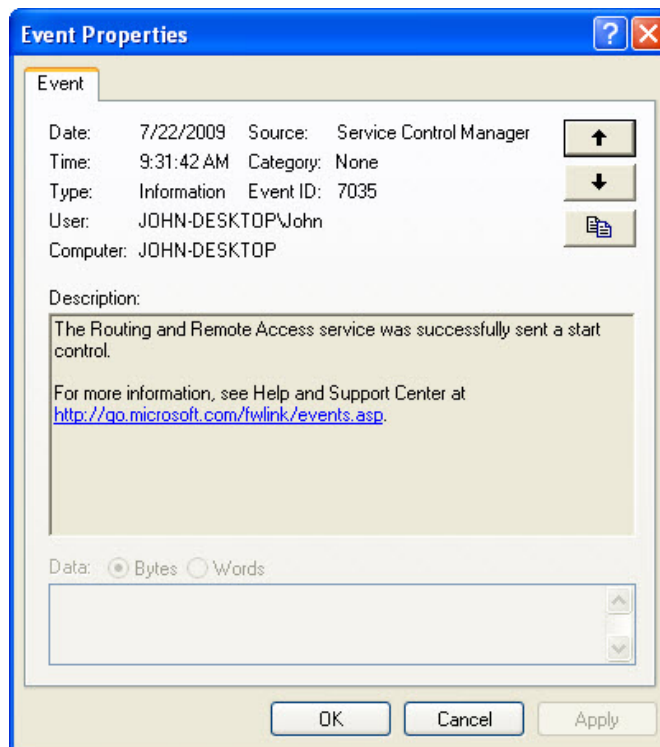 Event Properties
Event
Date: 7/22/2009 Source: Service Control Manager
Time: 9:31:42 AM Category: None
Type: Information Event ID: 7035
User: JOHN-DESKTOP\John
Computer: JOHN-DESKTOP
Description:
The Routing and Remote Access service was successfully sent a start
control.
For more information, see Help and Support Center at
http://go.microsoft.com/fwlink/events.asp.
Data: Bytes Words
OK Cancel Apply